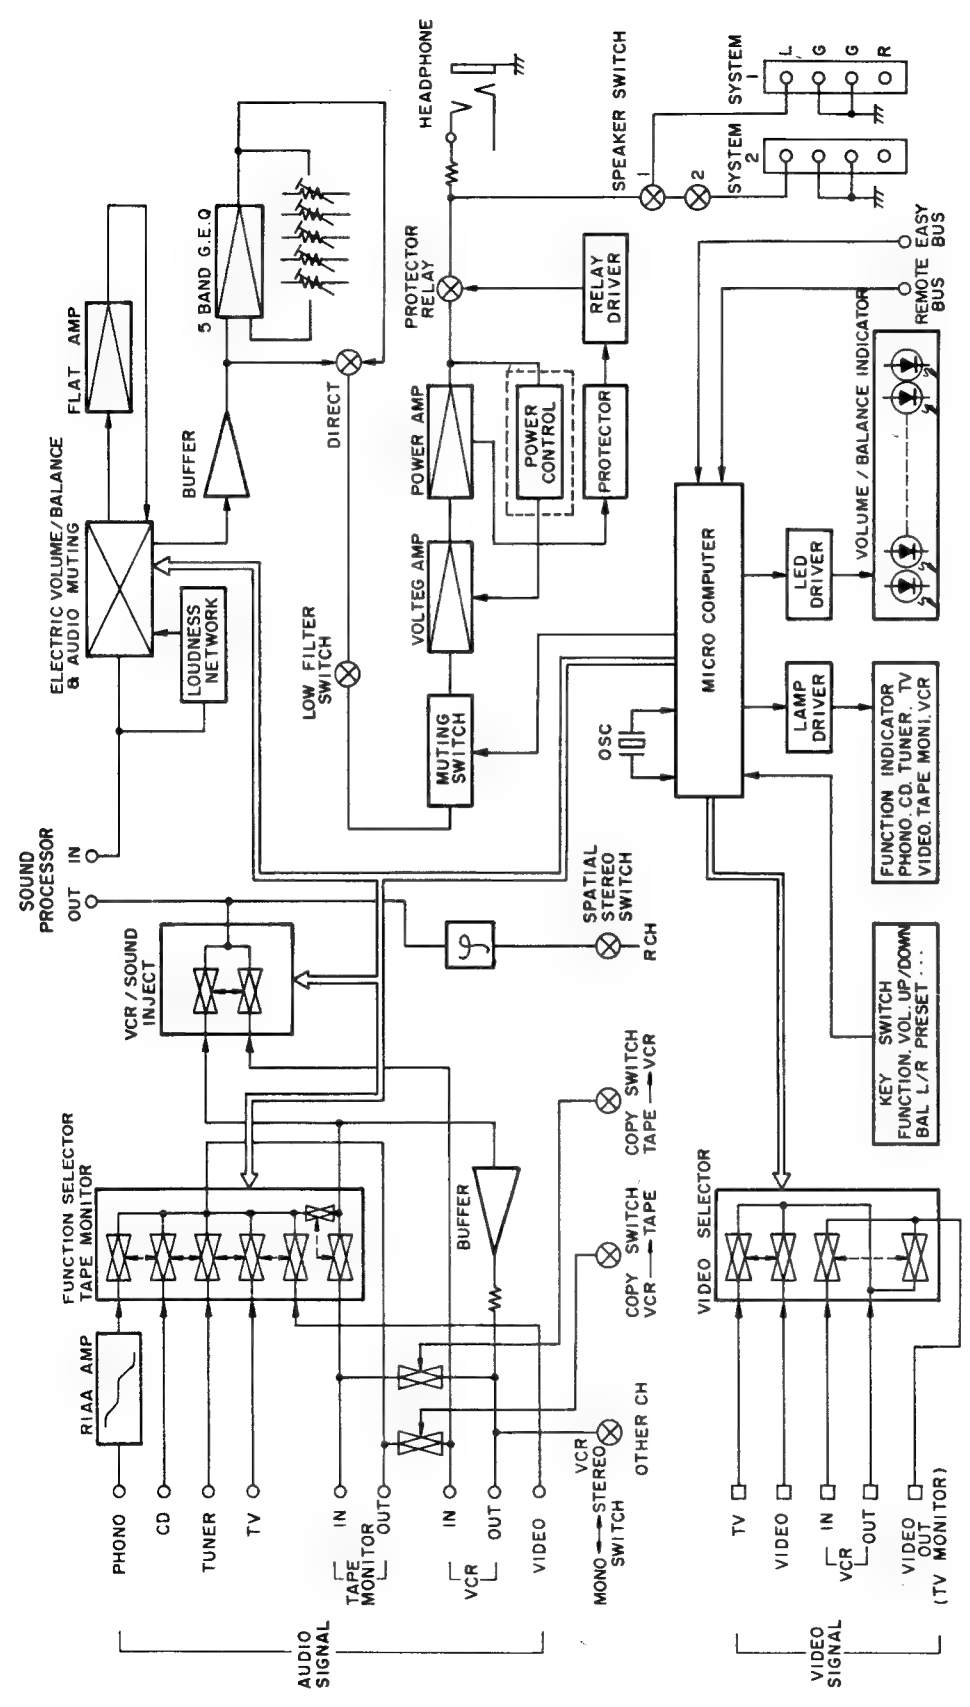 AUDIO
SIGNAL
PHONO
CD
TUNER
TV
TAPE
MONITOR
IN
OUT
VCR
IN
OUT
VIDEO
RIAA AMP
FUNCTION SELECTOR
TAPE MONITOR
BUFFER
VCR
MONO STEREO
SWITCH
OTHER CH
COPY SWITCH
VCR TAPE
COPY SWITCH
TAPE VCR
VCR/SOUND
INJECT
SOUND
PROCESSOR
OUT
IN
SPATIAL
STEREO
SWITCH
R CH
ELECTRIC VOLUME/BALANCE
& AUDIO MUTING
LOUDNESS
NETWORK
FLAT AMP
BUFFER
5 BAND G.E.Q
DIRECT
LOW FILTER
SWITCH
MUTING
SWITCH
VOLTEG AMP
POWER AMP
POWER
CONTROL
PROTECTOR
RELAY
DRIVER
PROTECTOR
RELAY
HEADPHONE
SPEAKER SWITCH
1
2
SYSTEM
1
SYSTEM
2
L
G
G
R
VIDEO
SIGNAL
TV
VIDEO
VCR
IN
OUT
VIDEO
OUT
(TV MONITOR)
VIDEO SELECTOR
KEY SWITCH
FUNCTION. VOL. UP/DOWN
BAL L/R PRESET ...
OSC
MICRO COMPUTER
LAMP
DRIVER
FUNCTION INDICATOR
PHONO. CD. TUNER. TV
VIDEO. TAPE MONI. VCR
LED
DRIVER
VOLUME / BALANCE INDICATOR
REMOTE
BUS
EASY
BUS